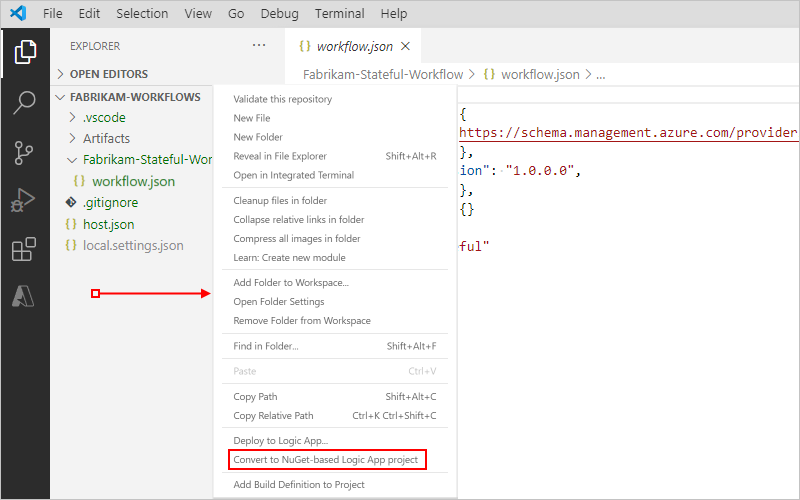 File Edit Selection View Go Debug Terminal Help
EXPLORER ...
{} workflow.json ×
OPEN EDITORS
Fabrikam-Stateful-Workflow > {} workflow.json > ...
FABRIKAM-WORKFLOWS
.vscode
Artifacts
Fabrikam-Stateful-Wor
{} workflow.json
.gitignore
{} host.json
{} local.settings.json
Validate this repository
New File
New Folder
Reveal in File Explorer Shift+Alt+R
Open in Integrated Terminal
Cleanup files in folder
Collapse relative links in folder
Compress all images in folder
Learn: Create new module
Add Folder to Workspace...
Open Folder Settings
Remove Folder from Workspace
Find in Folder... Shift+Alt+F
Paste Ctrl+V
Copy Path Shift+Alt+C
Copy Relative Path Ctrl+K Ctrl+Shift+C
Deploy to Logic App...
Convert to NuGet-based Logic App project
Add Build Definition to Project
{
https://schema.management.azure.com/provider
},
ion": "1.0.0.0",
},
{}
ful"